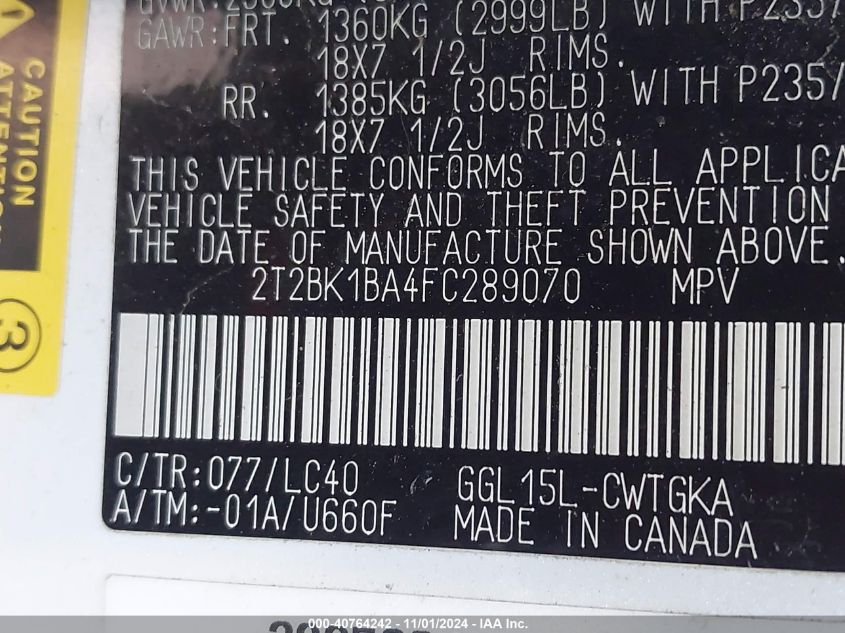 GAWR:FRT. 1360KG (2999LB) WITH P235/
18X7 1/2J RIMS.
RR. 1385KG (3056LB) WITH P235/
18X7 1/2J RIMS.
THIS VEHICLE CONFORMS TO ALL APPLICA
VEHICLE SAFETY AND THEFT PREVENTION
THE DATE OF MANUFACTURE SHOWN ABOVE.
2T2BK1BA4FC289070 MPV
C/TR:077/LC40 GGL15L-CWTGKA
A/TM:-01A/U660F MADE IN CANADA
CAUTION
ATTENTION
3
000-40764242 - 11/01/2024 - IAA Inc.